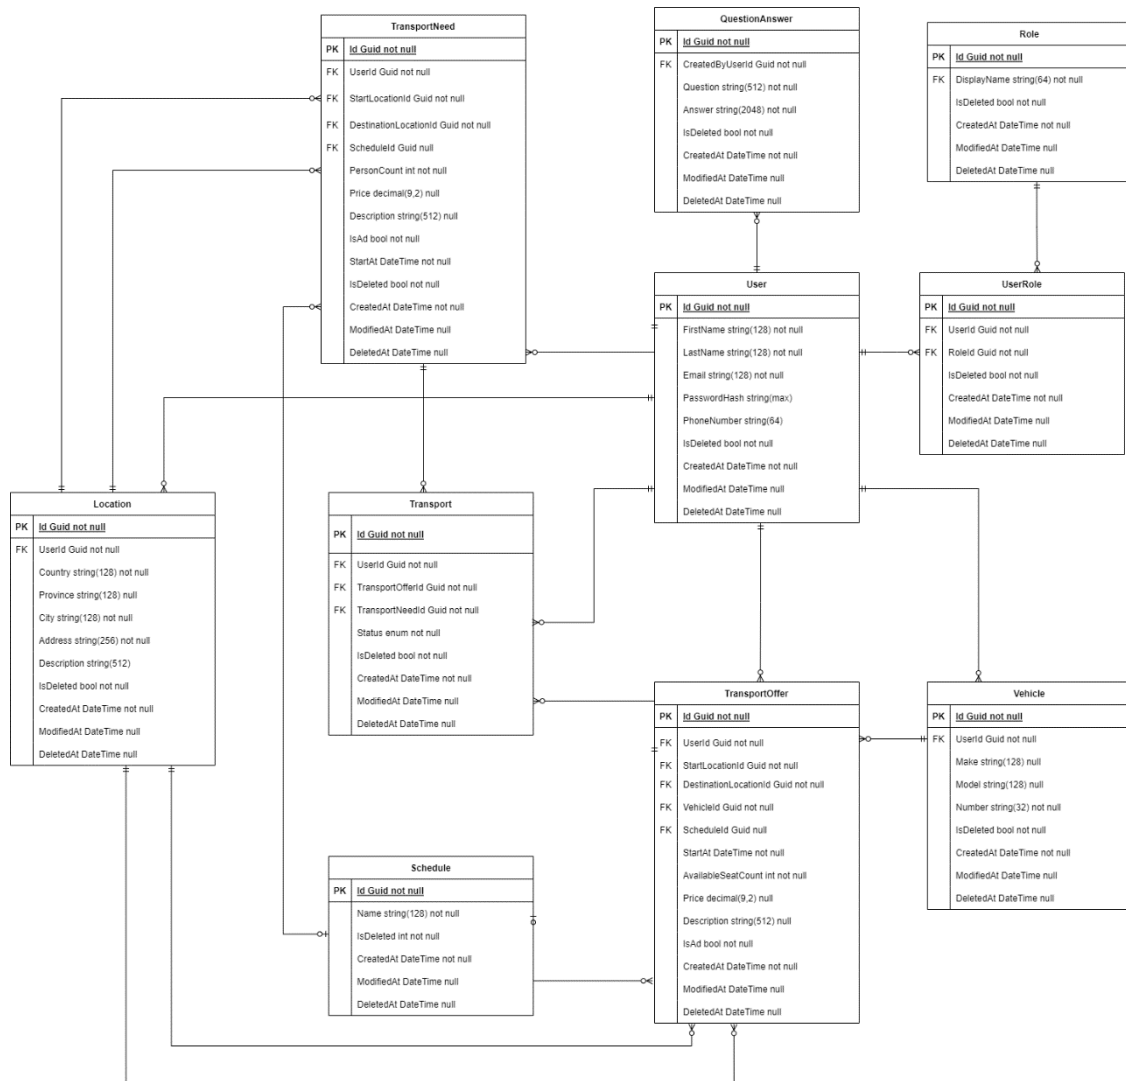 TransportNeed
PK Id Guid not null
FK UserId Guid not null
FK StartLocationId Guid not null
FK DestinationLocationId Guid not null
FK ScheduleId Guid null
PersonCount int not null
Price decimal(9,2) null
Description string(512) null
IsAd bool not null
StartAt DateTime not null
IsDeleted bool not null
CreatedAt DateTime not null
ModifiedAt DateTime null
DeletedAt DateTime null
QuestionAnswer
PK Id Guid not null
FK CreatedByUserId Guid not null
Question string(512) not null
Answer string(2048) not null
IsDeleted bool not null
CreatedAt DateTime not null
ModifiedAt DateTime null
DeletedAt DateTime null
Role
PK Id Guid not null
FK DisplayName string(64) not null
IsDeleted bool not null
CreatedAt DateTime not null
ModifiedAt DateTime null
DeletedAt DateTime null
User
PK Id Guid not null
FirstName string(128) not null
LastName string(128) not null
Email string(128) not null
PasswordHash string(max)
PhoneNumber string(64)
IsDeleted bool not null
CreatedAt DateTime not null
ModifiedAt DateTime null
DeletedAt DateTime null
UserRole
PK Id Guid not null
FK UserId Guid not null
FK RoleId Guid not null
IsDeleted bool not null
CreatedAt DateTime not null
ModifiedAt DateTime null
DeletedAt DateTime null
Location
PK Id Guid not null
FK UserId Guid not null
Country string(128) not null
Province string(128) null
City string(128) not null
Address string(256) not null
Description string(512)
IsDeleted bool not null
CreatedAt DateTime not null
ModifiedAt DateTime null
DeletedAt DateTime null
Transport
PK Id Guid not null
FK UserId Guid not null
FK TransportOfferId Guid not null
FK TransportNeedId Guid not null
Status enum not null
IsDeleted bool not null
CreatedAt DateTime not null
ModifiedAt DateTime null
DeletedAt DateTime null
TransportOffer
PK Id Guid not null
FK UserId Guid not null
FK StartLocationId Guid not null
FK DestinationLocationId Guid not null
FK VehicleId Guid not null
FK ScheduleId Guid null
StartAt DateTime not null
AvailableSeatCount int not null
Price decimal(9,2) null
Description string(512) null
IsAd bool not null
CreatedAt DateTime not null
ModifiedAt DateTime null
DeletedAt DateTime null
Vehicle
PK Id Guid not null
FK UserId Guid not null
Make string(128) null
Model string(128) null
Number string(32) not null
IsDeleted bool not null
CreatedAt DateTime not null
ModifiedAt DateTime null
DeletedAt DateTime null
Schedule
PK Id Guid not null
Name string(128) not null
IsDeleted int not null
CreatedAt DateTime not null
ModifiedAt DateTime null
DeletedAt DateTime null